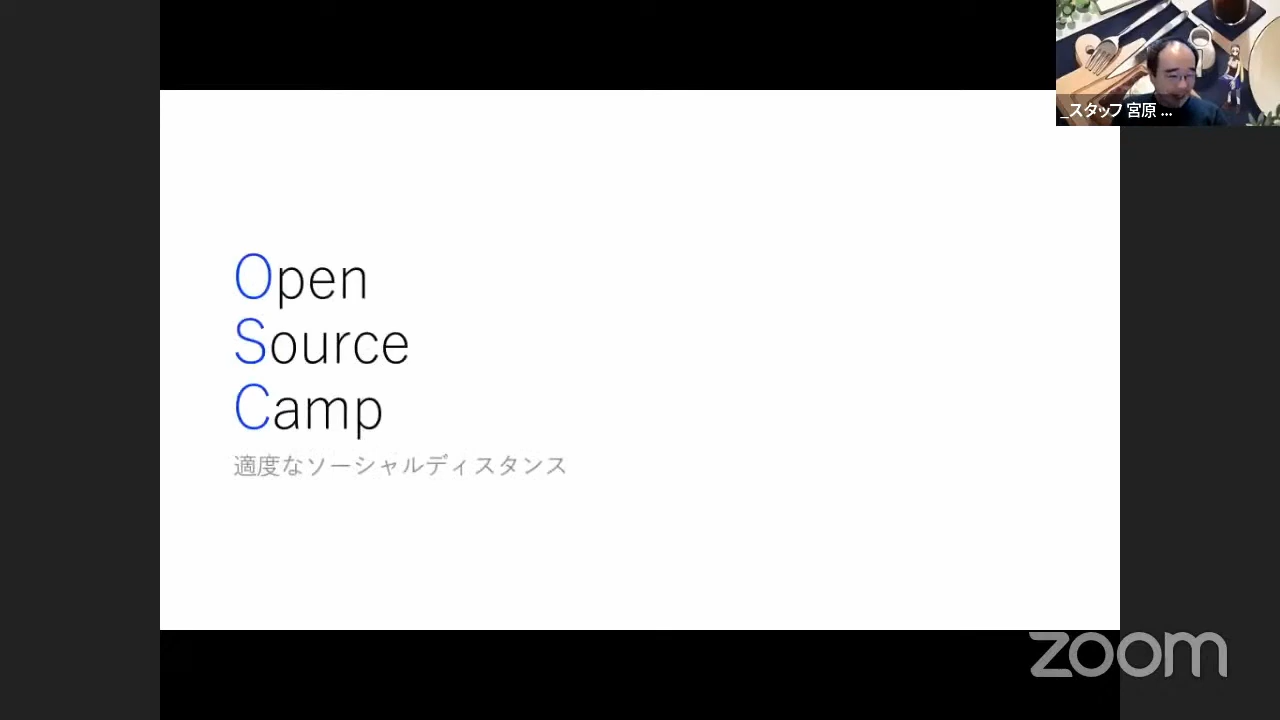 _スタッフ 宮原 ...
Open
Source
Camp
適度なソーシャルディスタンス
zoom